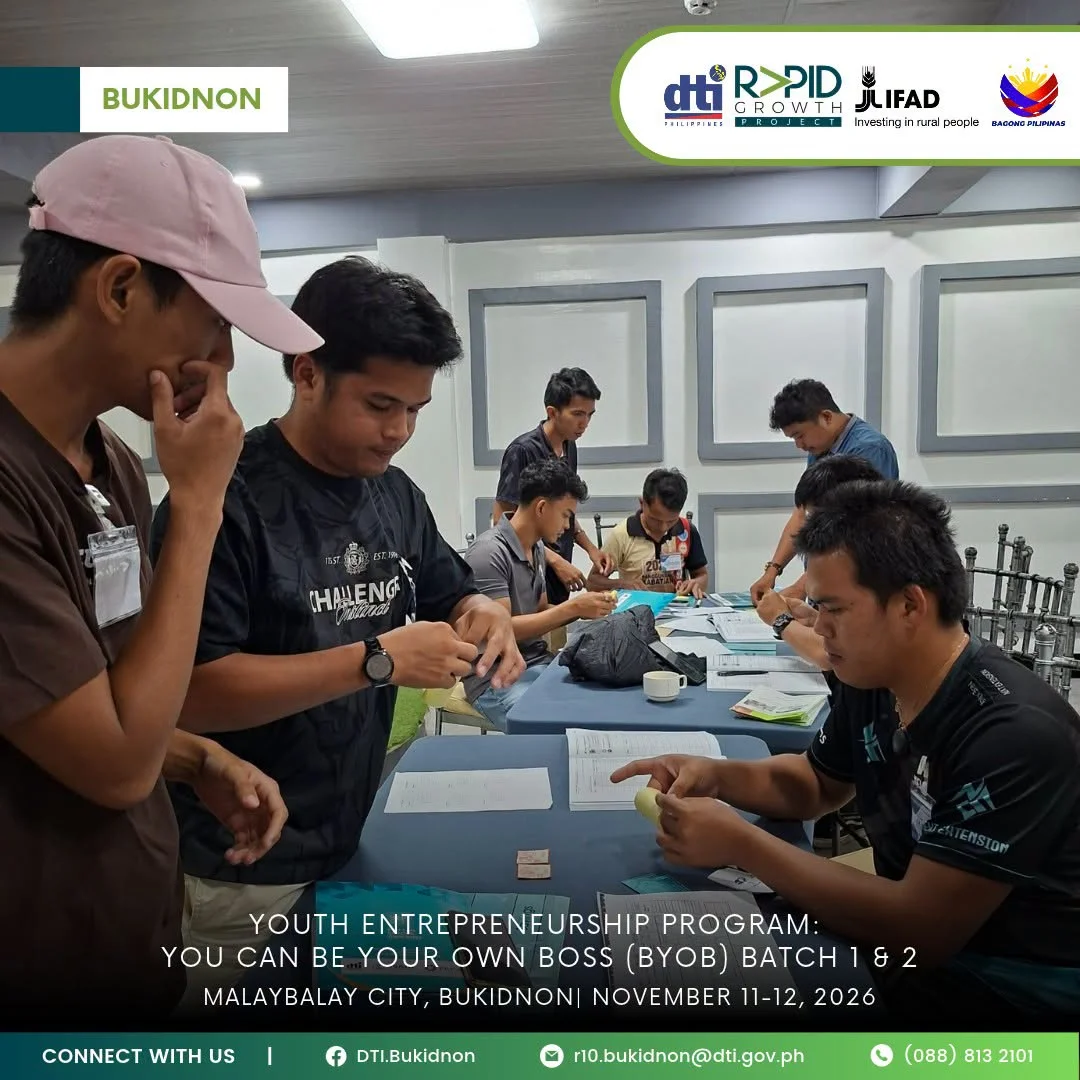 BUKIDNON
dti
PHILIPPINES
RAPID
GROWTH
PROJECT
JLIFAD
Investing in rural people
BAGONG PILIPINAS
EST.
CHALLENGE
YOUTH ENTREPRENEURSHIP PROGRAM:
YOU CAN BE YOUR OWN BOSS (BYOB) BATCH 1 & 2
MALAYBALAY CITY, BUKIDNON| NOVEMBER 11-12, 2026
CONNECT WITH US | DTI.Bukidnon r10.bukidnon@dti.gov.ph (088) 813 2101